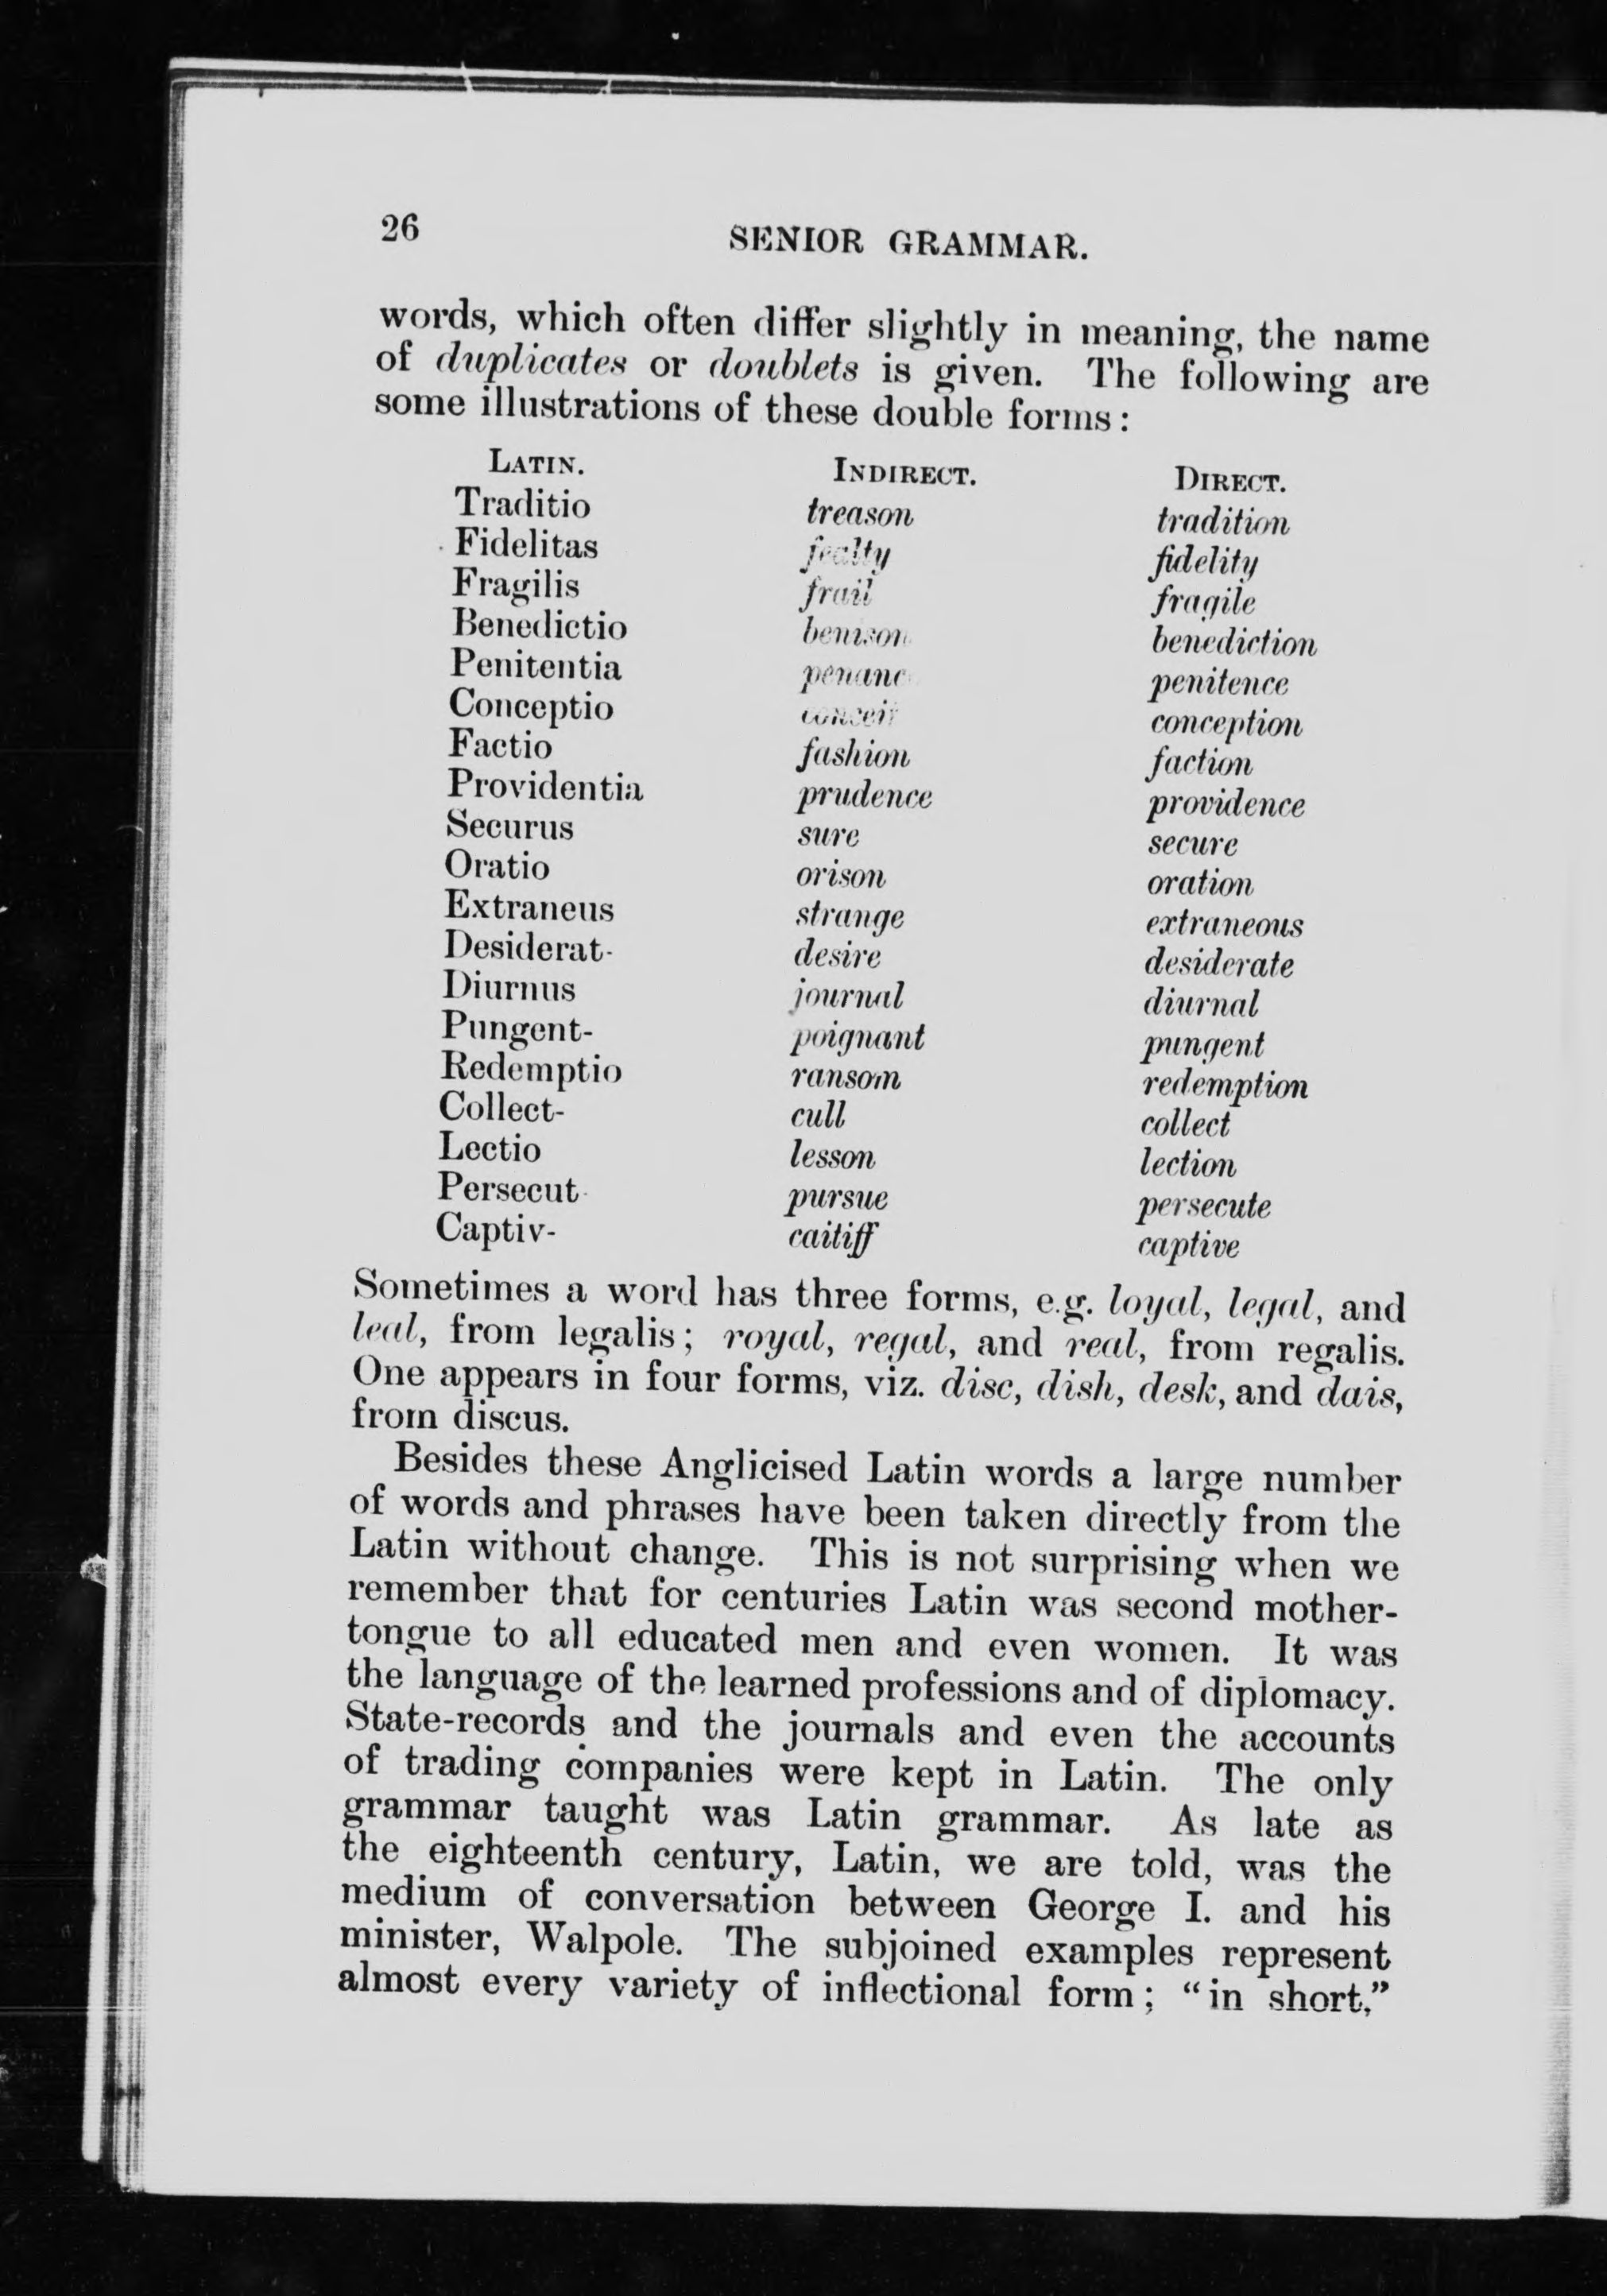 26 SENIOR GRAMMAR.
words, which often differ slightly in meaning, the name
of duplicates or doublets is given. The following are
some illustrations of these double forms:
LATIN. INDIRECT. DIRECT.
Traditio treason tradition
Fidelitas fealty fidelity
Fragilis frail fragile
Benedictio benison benediction
Penitentia penanc penitence
Conceptio conceit conception
Factio fashion faction
Providentia prudence providence
Securus sure secure
Oratio orison oration
Extraneus strange extraneous
Desiderat- desire desiderate
Diurnus journal diurnal
Pungent- poignant pungent
Redemptio ransom redemption
Collect- cull collect
Lectio lesson lection
Persecut- pursue persecute
Captiv- caitiff captive
Sometimes a word has three forms, e.g. loyal, legal, and
leal, from legalis; royal, regal, and real, from regalis.
One appears in four forms, viz. disc, dish, desk, and dais,
from discus.
Besides these Anglicised Latin words a large number
of words and phrases have been taken directly from the
Latin without change. This is not surprising when we
remember that for centuries Latin was second mother-
tongue to all educated men and even women. It was
the language of the learned professions and of diplomacy.
State-records and the journals and even the accounts
of trading companies were kept in Latin. The only
grammar taught was Latin grammar. As late as
the eighteenth century, Latin, we are told, was the
medium of conversation between George I. and his
minister, Walpole. The subjoined examples represent
almost every variety of inflectional form; "in short,"